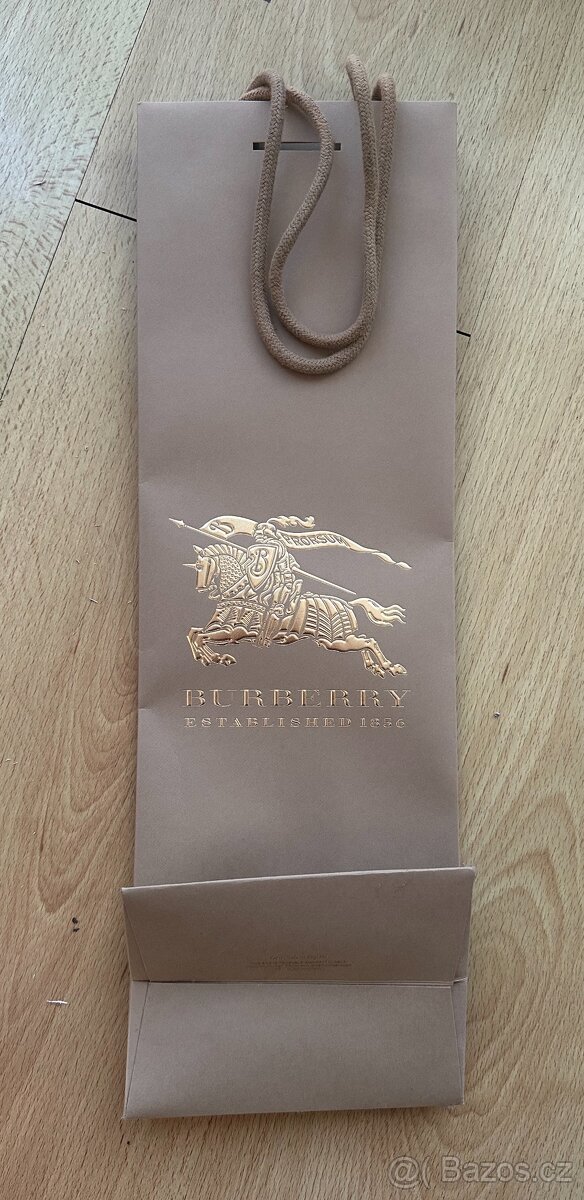 B
PRORSUM
B
BURBERRY
ESTABLISHED 1856
@( Bazos.cz